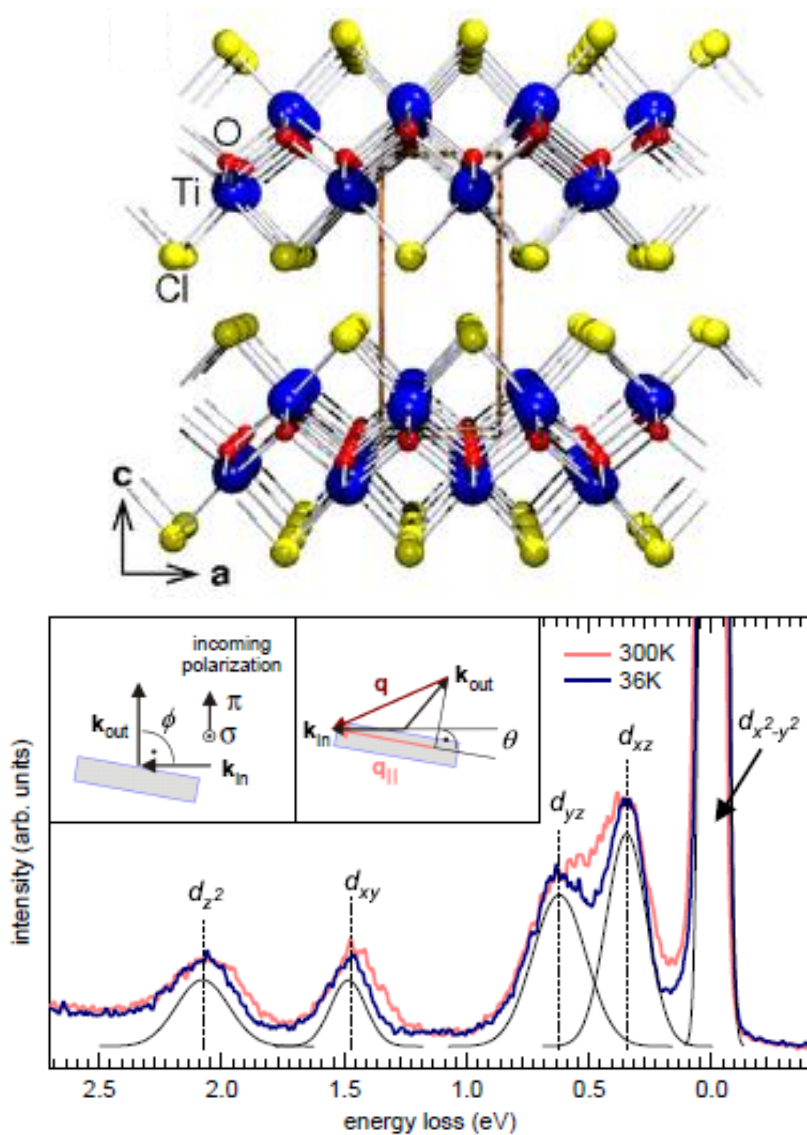 O
Ti
Cl
c
a
incoming
polarization
k_out
ϕ
π
σ
k_in
q
k_out
k_in
θ
q_||
300K
36K
d_x²-y²
d_xz
d_yz
d_xy
d_z²
intensity (arb. units)
2.5 2.0 1.5 1.0 0.5 0.0
energy loss (eV)